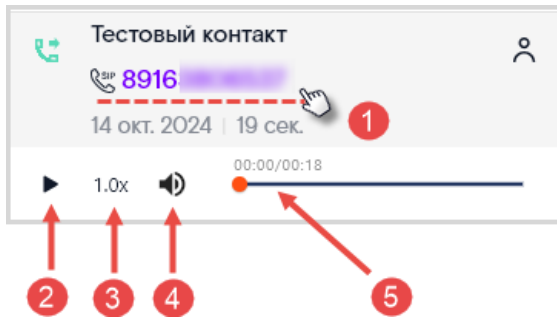 Тестовый контакт
SIP 8916
14 окт. 2024 | 19 сек.
1
00:00/00:18
1.0x
2 3 4 5